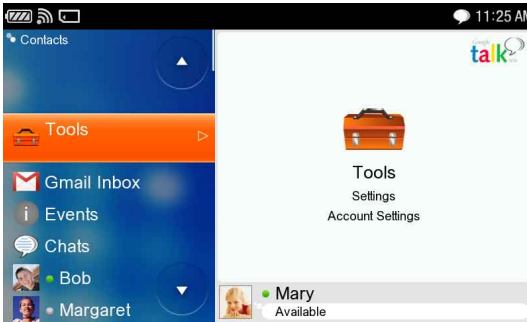 11:25 AM
Contacts
Tools
Gmail Inbox
Events
Chats
Bob
Margaret
talk
Tools
Settings
Account Settings
Mary
Available